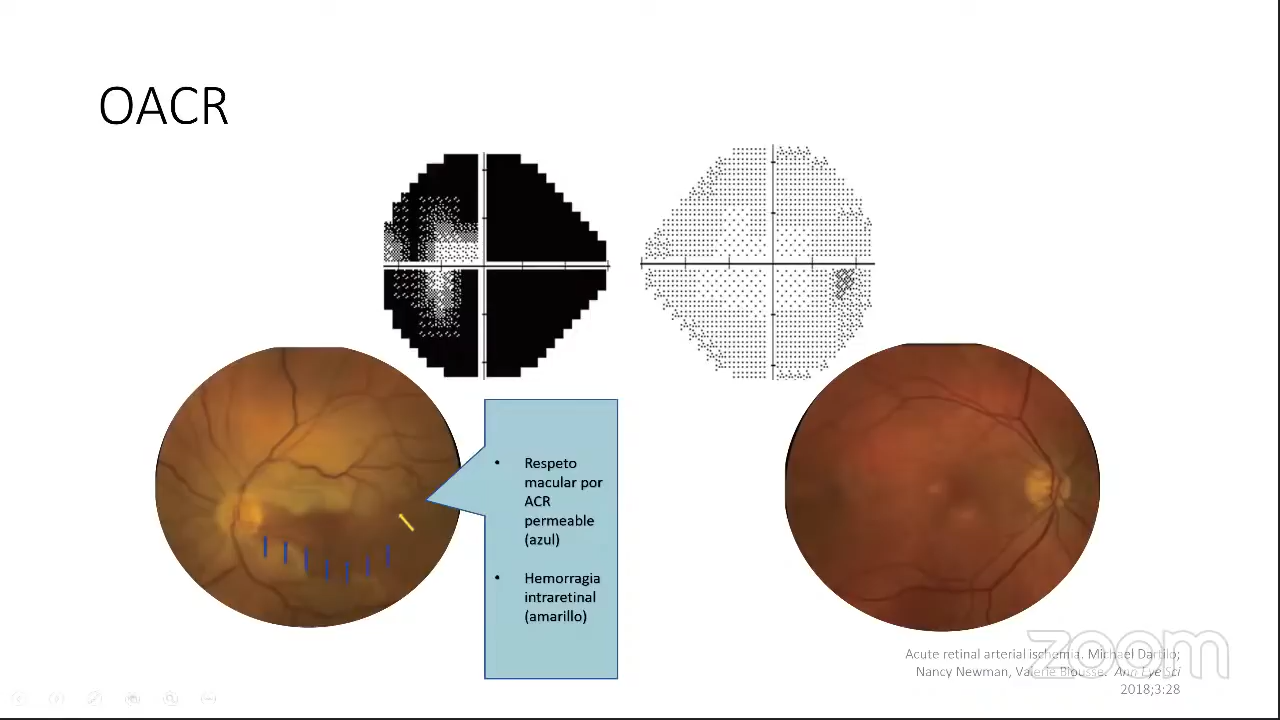 OACR
• Respeto
macular por
ACR
permeable
(azul)
• Hemorragia
intraretinal
(amarillo)
Acute retinal arterial ischemia. Michael Dattilo;
Nancy Newman, Valérie Biousse. Ann Eye Sci
2018;3:28
zoom